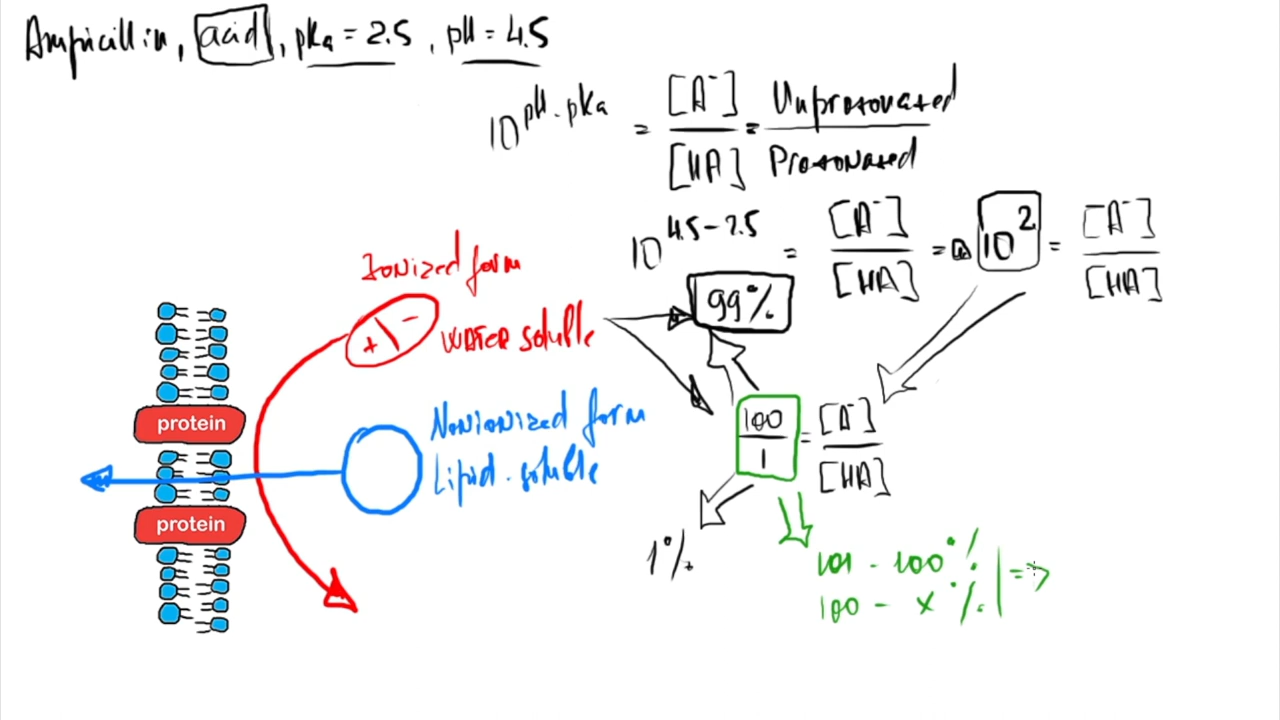 Ampicillin, acid, pKa = 2.5, pH = 4.5
10^pH - pKa = [A⁻] / [HA] = Unprotonated / Protonated
10^4.5 - 2.5 = [A⁻] / [HA] = 10² = [A⁻] / [HA]
Ionized form
+ / -
water soluble
99%
protein
Nonionized form
Lipid-soluble
100 / 1 = [A⁻] / [HA]
protein
1%
101 - 100%
100 - x% | =>